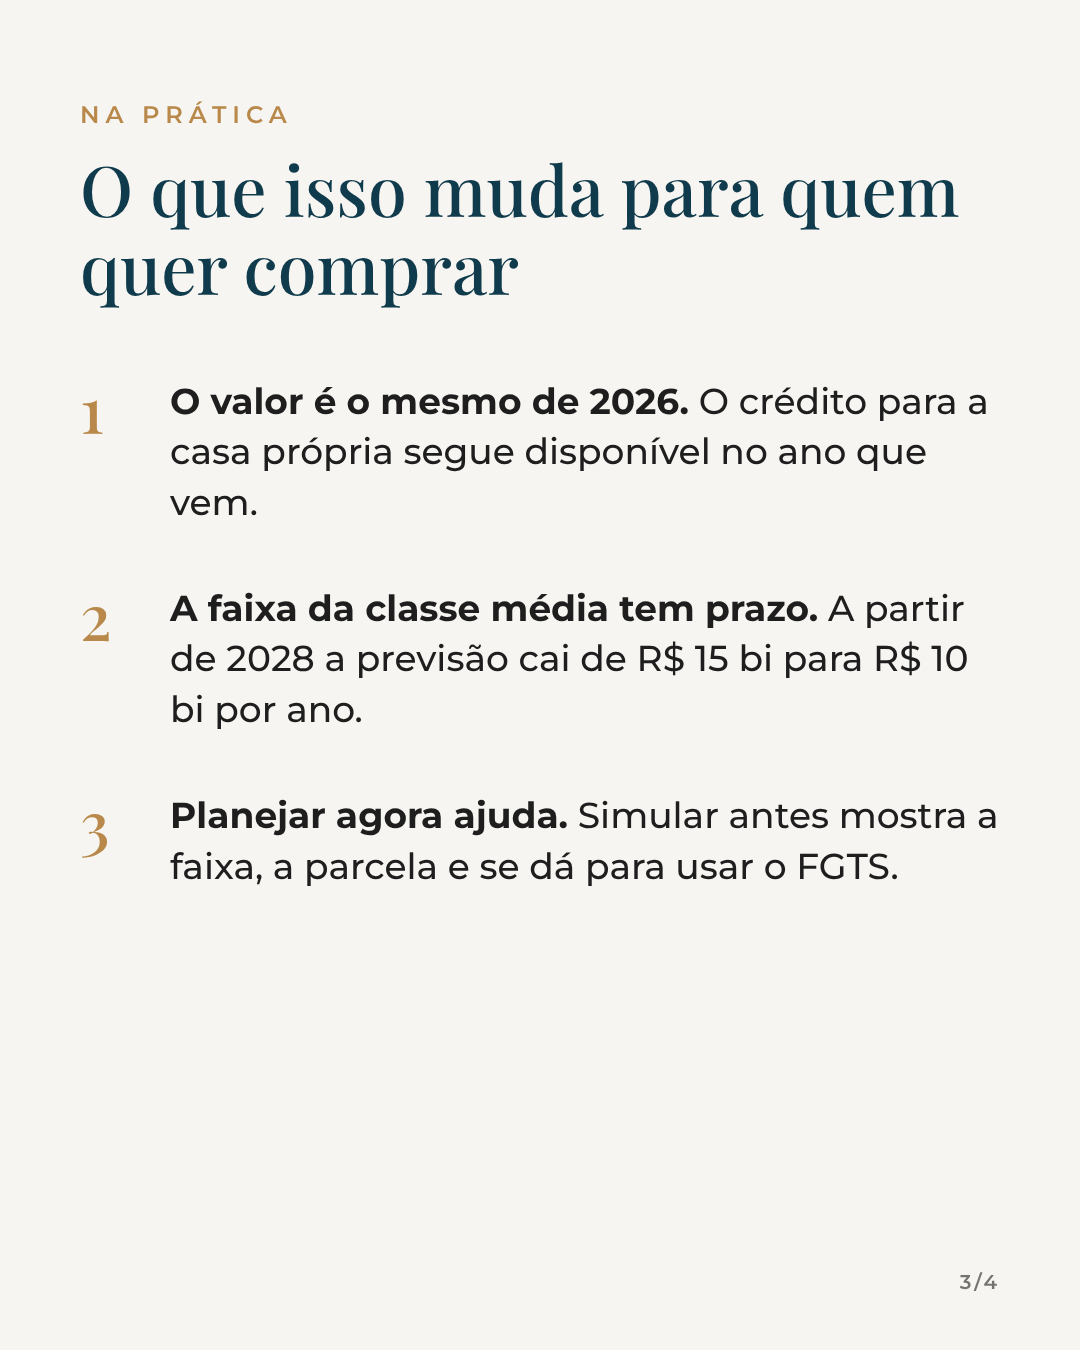 NA PRÁTICA
O que isso muda para quem
quer comprar
1
O valor é o mesmo de 2026. O crédito para a
casa própria segue disponível no ano que
vem.
2
A faixa da classe média tem prazo. A partir
de 2028 a previsão cai de R$ 15 bi para R$ 10
bi por ano.
3
Planejar agora ajuda. Simular antes mostra a
faixa, a parcela e se dá para usar o FGTS.
3/4